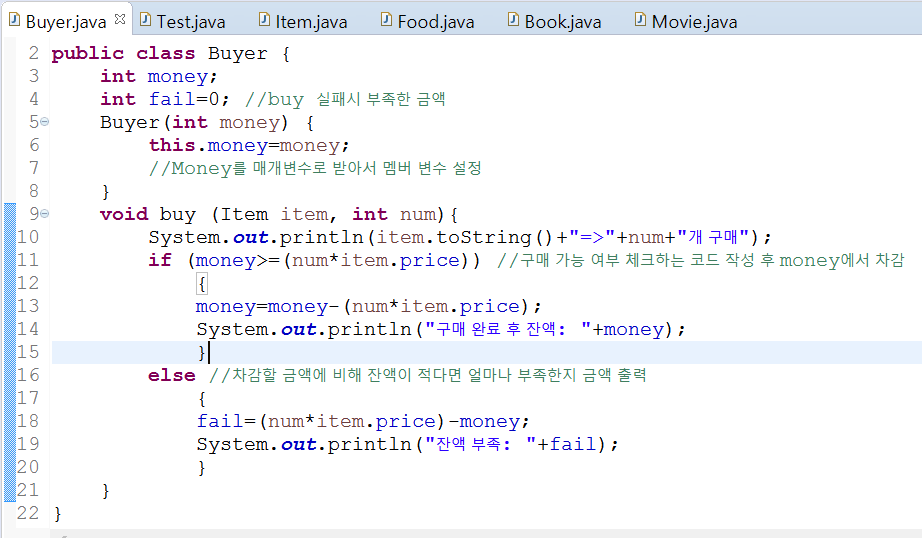 Buyer.java Test.java Item.java Food.java Book.java Movie.java
2 public class Buyer {
3 int money;
4 int fail=0; //buy 실패시 부족한 금액
5 Buyer(int money) {
6 this.money=money;
7 //Money를 매개변수로 받아서 멤버 변수 설정
8 }
9 void buy (Item item, int num){
10 System.out.println(item.toString()+"=>"+num+"개 구매");
11 if (money>=(num*item.price)) //구매 가능 여부 체크하는 코드 작성 후 money에서 차감
12 {
13 money=money-(num*item.price);
14 System.out.println("구매 완료 후 잔액: "+money);
15 }
16 else //차감할 금액에 비해 잔액이 적다면 얼마나 부족한지 금액 출력
17 {
18 fail=(num*item.price)-money;
19 System.out.println("잔액 부족: "+fail);
20 }
21 }
22 }